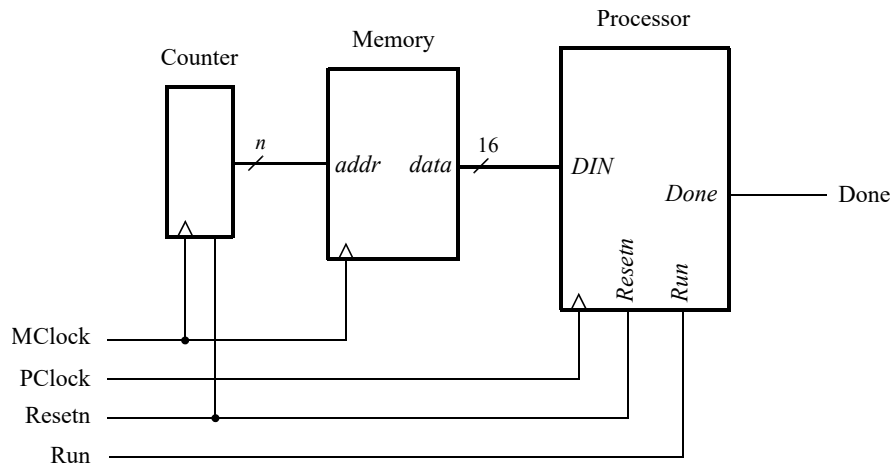 Processor
Memory
Counter
n
16
addr
data
DIN
Done
Done
Resetn
Run
MClock
PClock
Resetn
Run